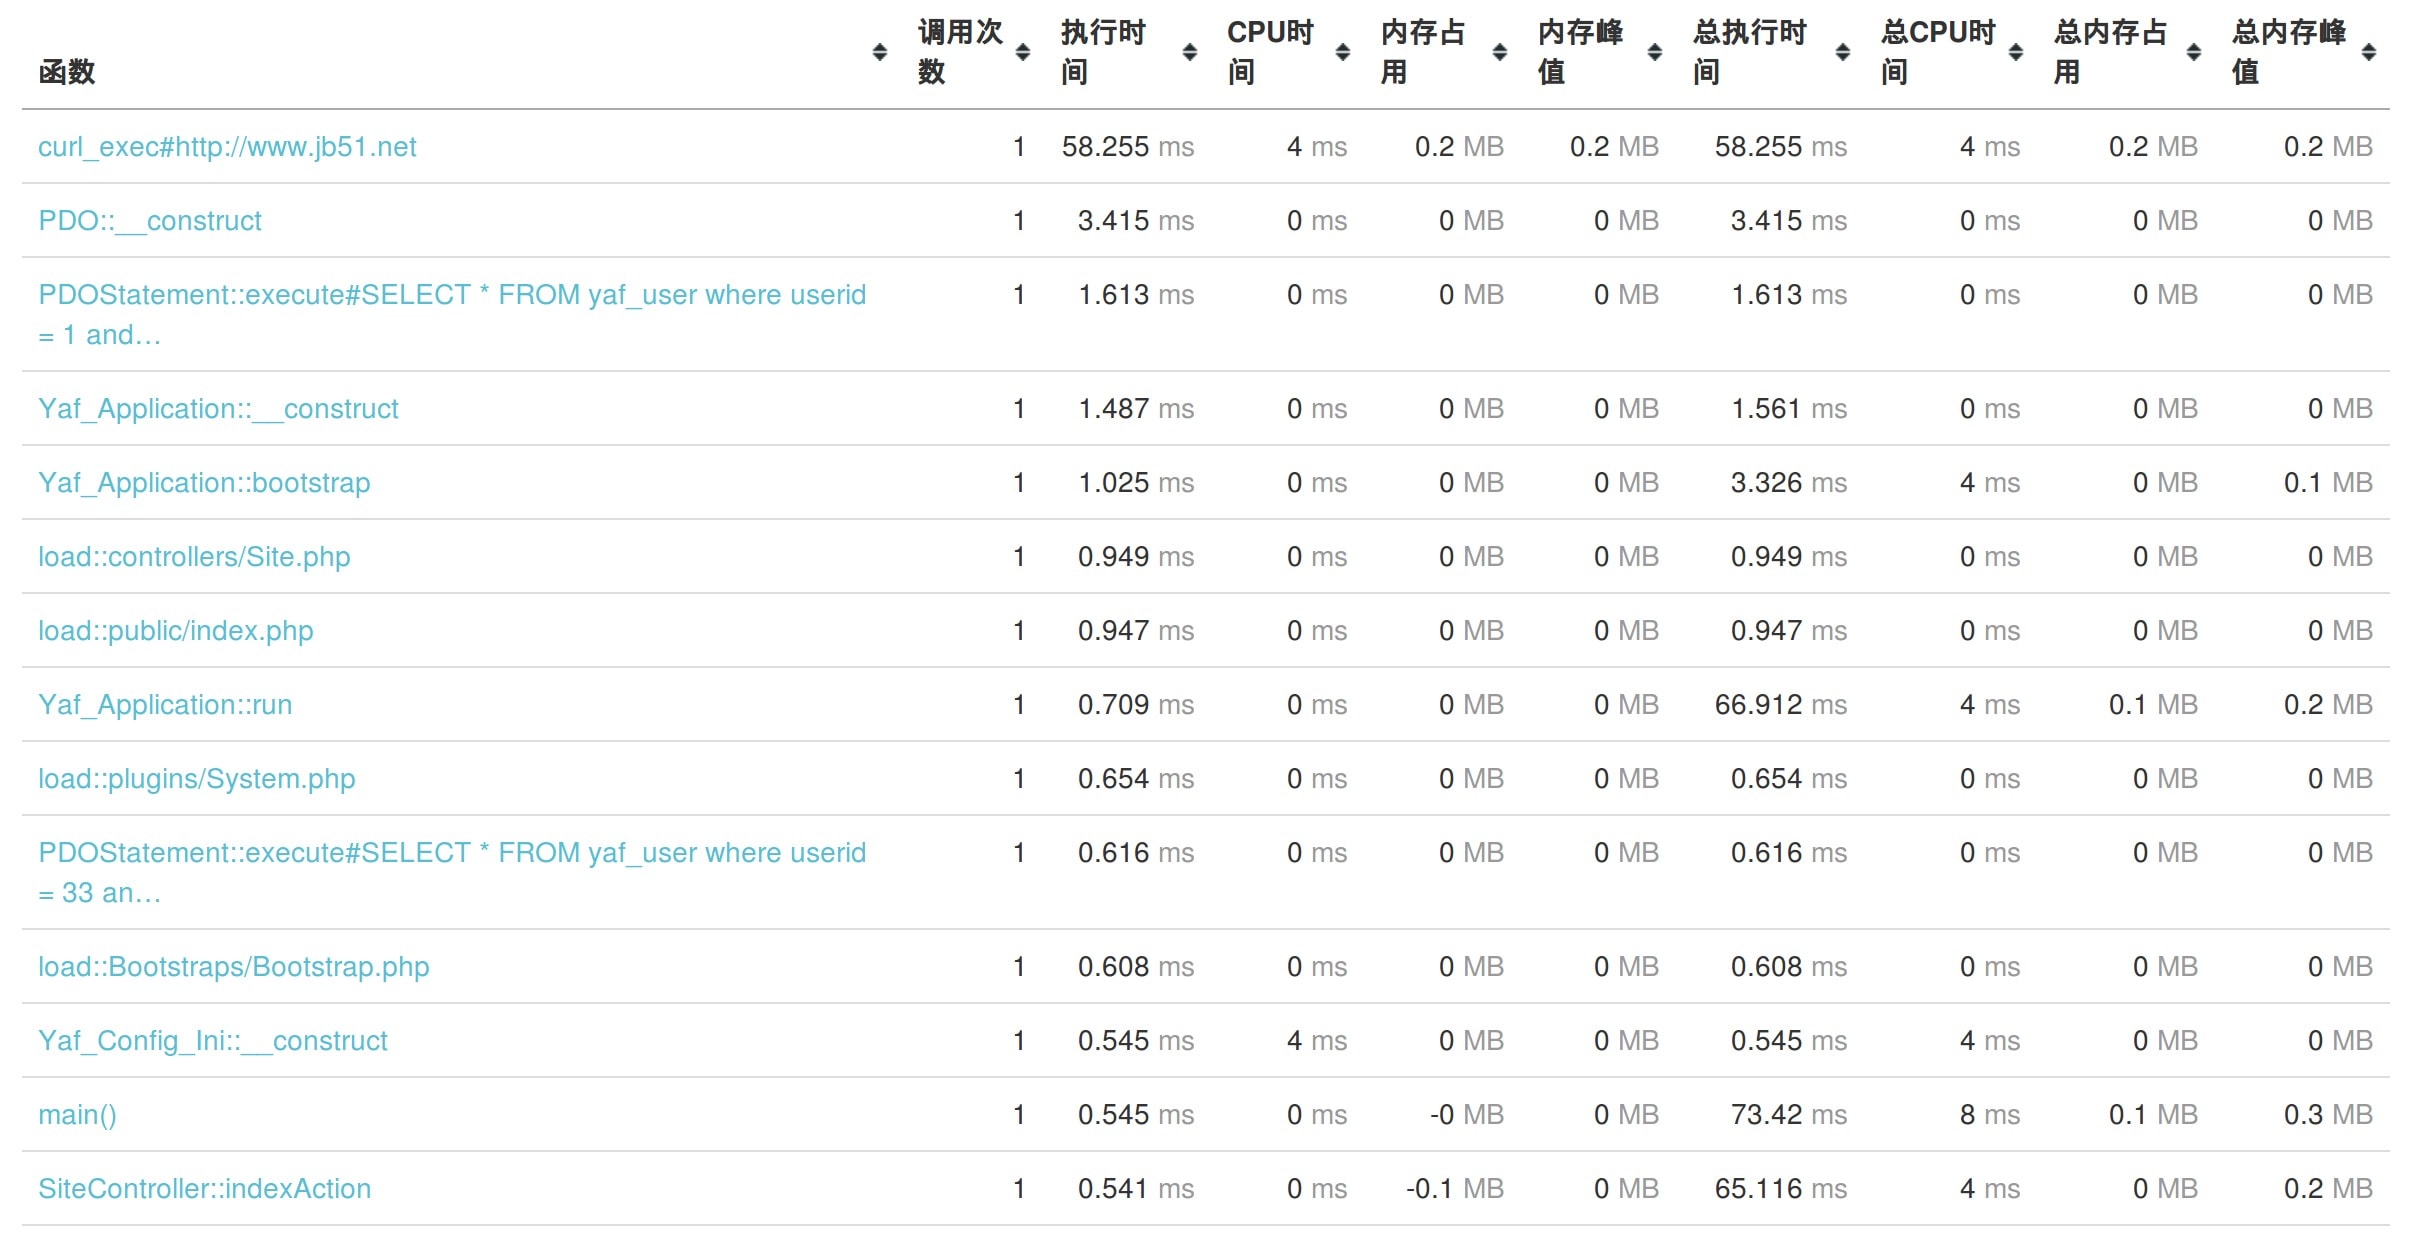 函数 调用次数 执行时间 CPU时间 内存占用 内存峰值 总执行时间 总CPU时间 总内存占用 总内存峰值
curl_exec#http://www.jb51.net 1 58.255 ms 4 ms 0.2 MB 0.2 MB 58.255 ms 4 ms 0.2 MB 0.2 MB
PDO::__construct 1 3.415 ms 0 ms 0 MB 0 MB 3.415 ms 0 ms 0 MB 0 MB
PDOStatement::execute#SELECT * FROM yaf_user where userid 1 1.613 ms 0 ms 0 MB 0 MB 1.613 ms 0 ms 0 MB 0 MB
= 1 and…
Yaf_Application::__construct 1 1.487 ms 0 ms 0 MB 0 MB 1.561 ms 0 ms 0 MB 0 MB
Yaf_Application::bootstrap 1 1.025 ms 0 ms 0 MB 0 MB 3.326 ms 4 ms 0 MB 0.1 MB
load::controllers/Site.php 1 0.949 ms 0 ms 0 MB 0 MB 0.949 ms 0 ms 0 MB 0 MB
load::public/index.php 1 0.947 ms 0 ms 0 MB 0 MB 0.947 ms 0 ms 0 MB 0 MB
Yaf_Application::run 1 0.709 ms 0 ms 0 MB 0 MB 66.912 ms 4 ms 0.1 MB 0.2 MB
load::plugins/System.php 1 0.654 ms 0 ms 0 MB 0 MB 0.654 ms 0 ms 0 MB 0 MB
PDOStatement::execute#SELECT * FROM yaf_user where userid 1 0.616 ms 0 ms 0 MB 0 MB 0.616 ms 0 ms 0 MB 0 MB
= 33 an…
load::Bootstraps/Bootstrap.php 1 0.608 ms 0 ms 0 MB 0 MB 0.608 ms 0 ms 0 MB 0 MB
Yaf_Config_Ini::__construct 1 0.545 ms 4 ms 0 MB 0 MB 0.545 ms 4 ms 0 MB 0 MB
main() 1 0.545 ms 0 ms -0 MB 0 MB 73.42 ms 8 ms 0.1 MB 0.3 MB
SiteController::indexAction 1 0.541 ms 0 ms -0.1 MB 0 MB 65.116 ms 4 ms 0 MB 0.2 MB